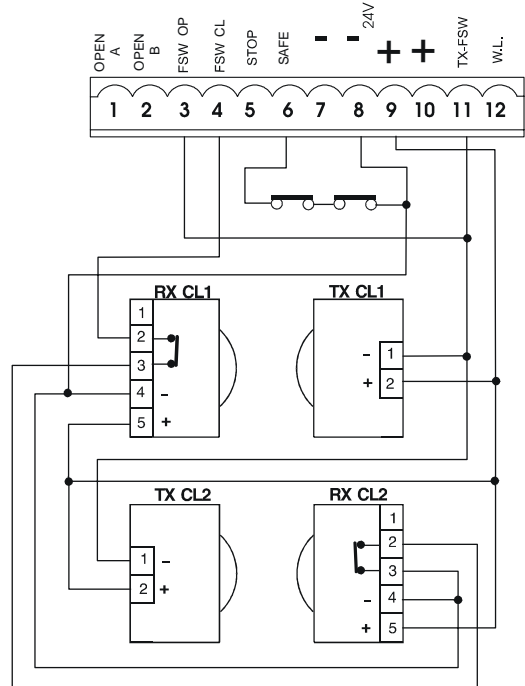 OPEN A
OPEN B
FSW OP
FSW CL
STOP
SAFE
-
-
24V
+
+
TX-FSW
W.L.
1 2 3 4 5 6 7 8 9 10 11 12
RX CL1
1
2
3
4 -
5 +
TX CL1
- 1
+ 2
TX CL2
1 -
2 +
RX CL2
1
2
3
- 4
+ 5